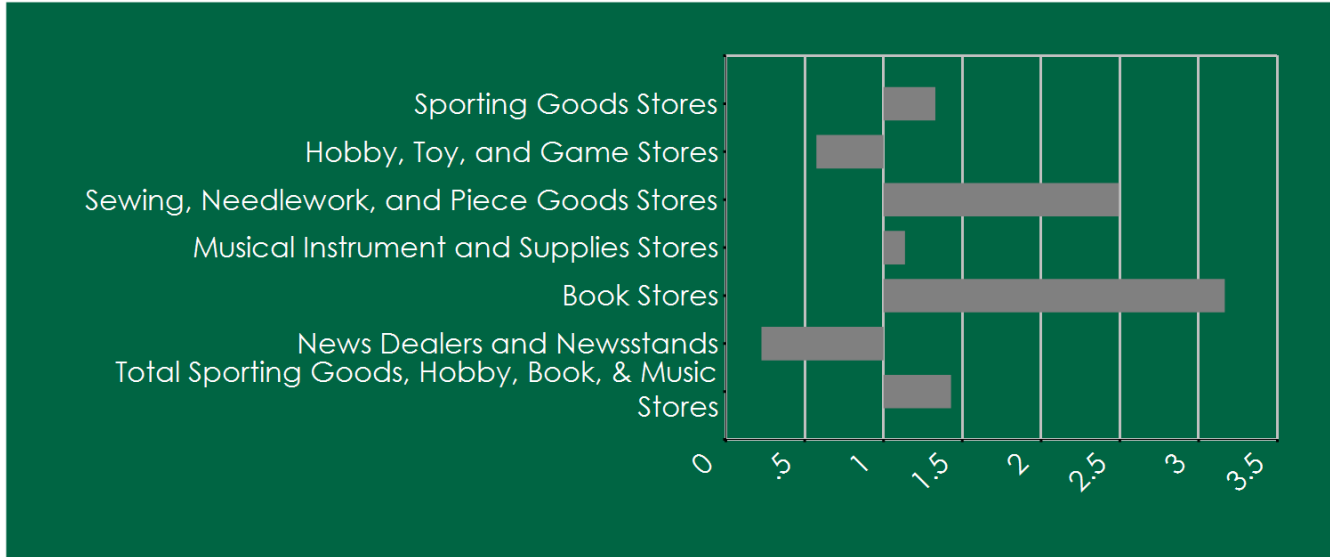 Sporting Goods Stores
Hobby, Toy, and Game Stores
Sewing, Needlework, and Piece Goods Stores
Musical Instrument and Supplies Stores
Book Stores
News Dealers and Newsstands
Total Sporting Goods, Hobby, Book, & Music
Stores
0 .5 1 1.5 2 2.5 3 3.5